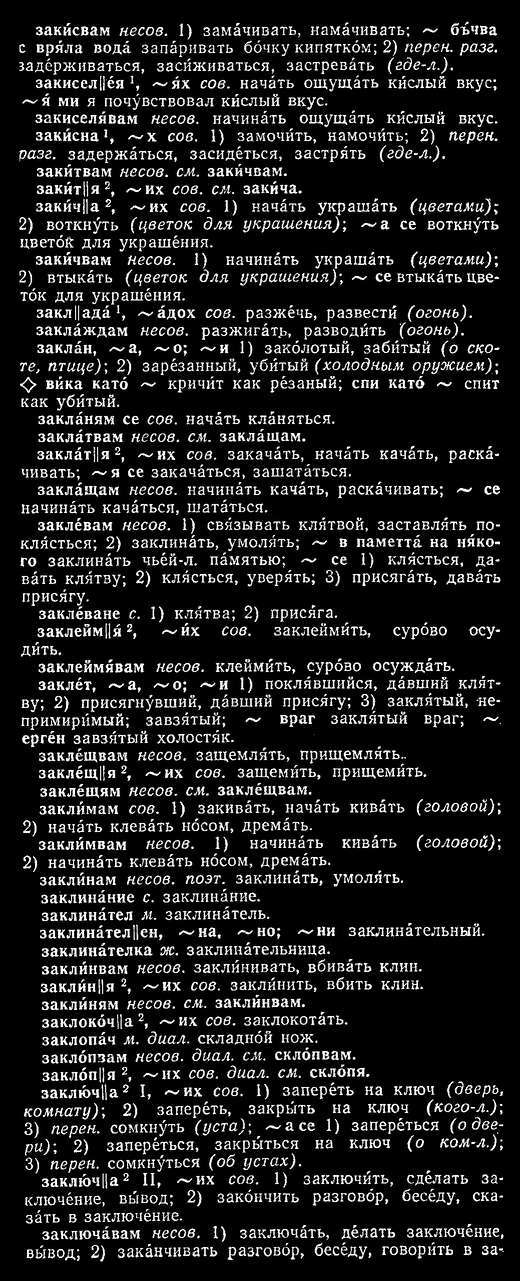 заки́свам несов. 1) зама́чивать, нама́чивать; ~ бъ́чва
с вря́ла вода́ запа́ривать бо́чку кипятко́м; 2) перен. разг.
заде́рживаться, заси́живаться, застрева́ть (где-л.).
закисел||е́я ¹, ~ях сов. нача́ть ощуща́ть ки́слый вкус;
~я́ ми я почу́вствовал ки́слый вкус.
закиселя́вам несов. начина́ть ощуща́ть ки́слый вкус.
заки́сна ¹, ~х сов. 1) замочи́ть, намочи́ть; 2) перен.
разг. задержа́ться, засиде́ться, застря́ть (где-л.).
заки́твам несов. см. заки́чвам.
заки́т||я ², ~их сов. см. заки́ча.
заки́ч||а ², ~их сов. 1) нача́ть украша́ть (цветами);
2) воткну́ть (цветок для украшения); ~а се воткну́ть
цвето́к для украше́ния.
заки́чвам несов. 1) начина́ть украша́ть (цветами);
2) втыка́ть (цветок для украшения); ~ се втыка́ть цве-
то́к для украше́ния.
закл||ада́ ¹, ~а́дох сов. разже́чь, развести́ (огонь).
закла́ждам несов. разжига́ть, разводи́ть (огонь).
закла́н, ~а, ~о; ~и 1) зако́лотый, заби́тый (о ско-
те, птице); 2) заре́занный, уби́тый (холодным оружием);
◇ ви́ка като́ ~ кричи́т как ре́заный; спи като́ ~ спит
как уби́тый.
закла́ням се сов. нача́ть кла́няться.
закла́твам несов. см. закла́щам.
закла́т||я ², ~их сов. закача́ть, нача́ть кача́ть, раска́-
чивать; ~я се закача́ться, зашата́ться.
закла́щам несов. начина́ть кача́ть, раска́чивать; ~ се
начина́ть кача́ться, шата́ться.
закле́вам несов. 1) свя́зывать кля́твой, заставля́ть по-
кля́сться; 2) заклина́ть, умоля́ть; ~ в паметта́ на ня́ко-
го заклина́ть чье́й-л. па́мятью; ~ се 1) кля́сться, да-
ва́ть кля́тву; 2) кля́сться, уверя́ть; 3) присяга́ть, дава́ть
прися́гу.
закле́ване с. 1) кля́тва; 2) прися́га.
заклейм||я́ ², ~и́х сов. заклейми́ть, суро́во осу-
ди́ть.
заклеймя́вам несов. клейми́ть, суро́во осужда́ть.
закле́т, ~а, ~о; ~и 1) покля́вшийся, да́вший кля́т-
ву; 2) присягну́вший, да́вший прися́гу; 3) закля́тый, не-
примири́мый; завзя́тый; ~ враг закля́тый враг; ~
ерге́н завзя́тый холостя́к.
закле́щвам несов. защемля́ть, прищемля́ть.
закле́щ||я ², ~их сов. защеми́ть, прищеми́ть.
закле́щям несов. см. закле́щвам.
закли́мам сов. 1) закива́ть, нача́ть кива́ть (головой);
2) нача́ть клева́ть но́сом, дрема́ть.
закли́мвам несов. 1) начина́ть кива́ть (головой);
2) начина́ть клева́ть но́сом, дрема́ть.
закли́нам несов. поэт. заклина́ть, умоля́ть.
заклина́ние с. заклина́ние.
заклина́тел м. заклина́тель.
заклина́тел||ен, ~на, ~но; ~ни заклина́тельный.
заклина́телка ж. заклина́тельница.
закли́нвам несов. закли́нивать, вбива́ть клин.
закли́н||я ², ~их сов. закли́нить, вбить клин.
закли́ням несов. см. закли́нвам.
заклоко́ч||а ², ~их сов. заклокота́ть.
заклопа́ч м. диал. складно́й нож.
закло́пзам несов. диал. см. скло́пвам.
закло́п||я ², ~их сов. диал. см. скло́пя.
заклю́ч||а ² I, ~их сов. 1) запере́ть на ключ (дверь,
комнату); 2) запере́ть, закры́ть на ключ (кого-л.);
3) перен. сомкну́ть (уста); ~а се 1) запере́ться (о две-
ри); 2) запере́ться, закры́ться на ключ (о ком-л.);
3) перен. сомкну́ться (об устах).
заклю́ч||а ² II, ~их сов. 1) заключи́ть, сде́лать за-
ключе́ние, вы́вод; 2) зако́нчить разгово́р, бесе́ду, ска-
за́ть в заключе́ние.
заключа́вам несов. 1) заключа́ть, де́лать заключе́ние,
вы́вод; 2) зака́нчивать разгово́р, бесе́ду, говори́ть в за-